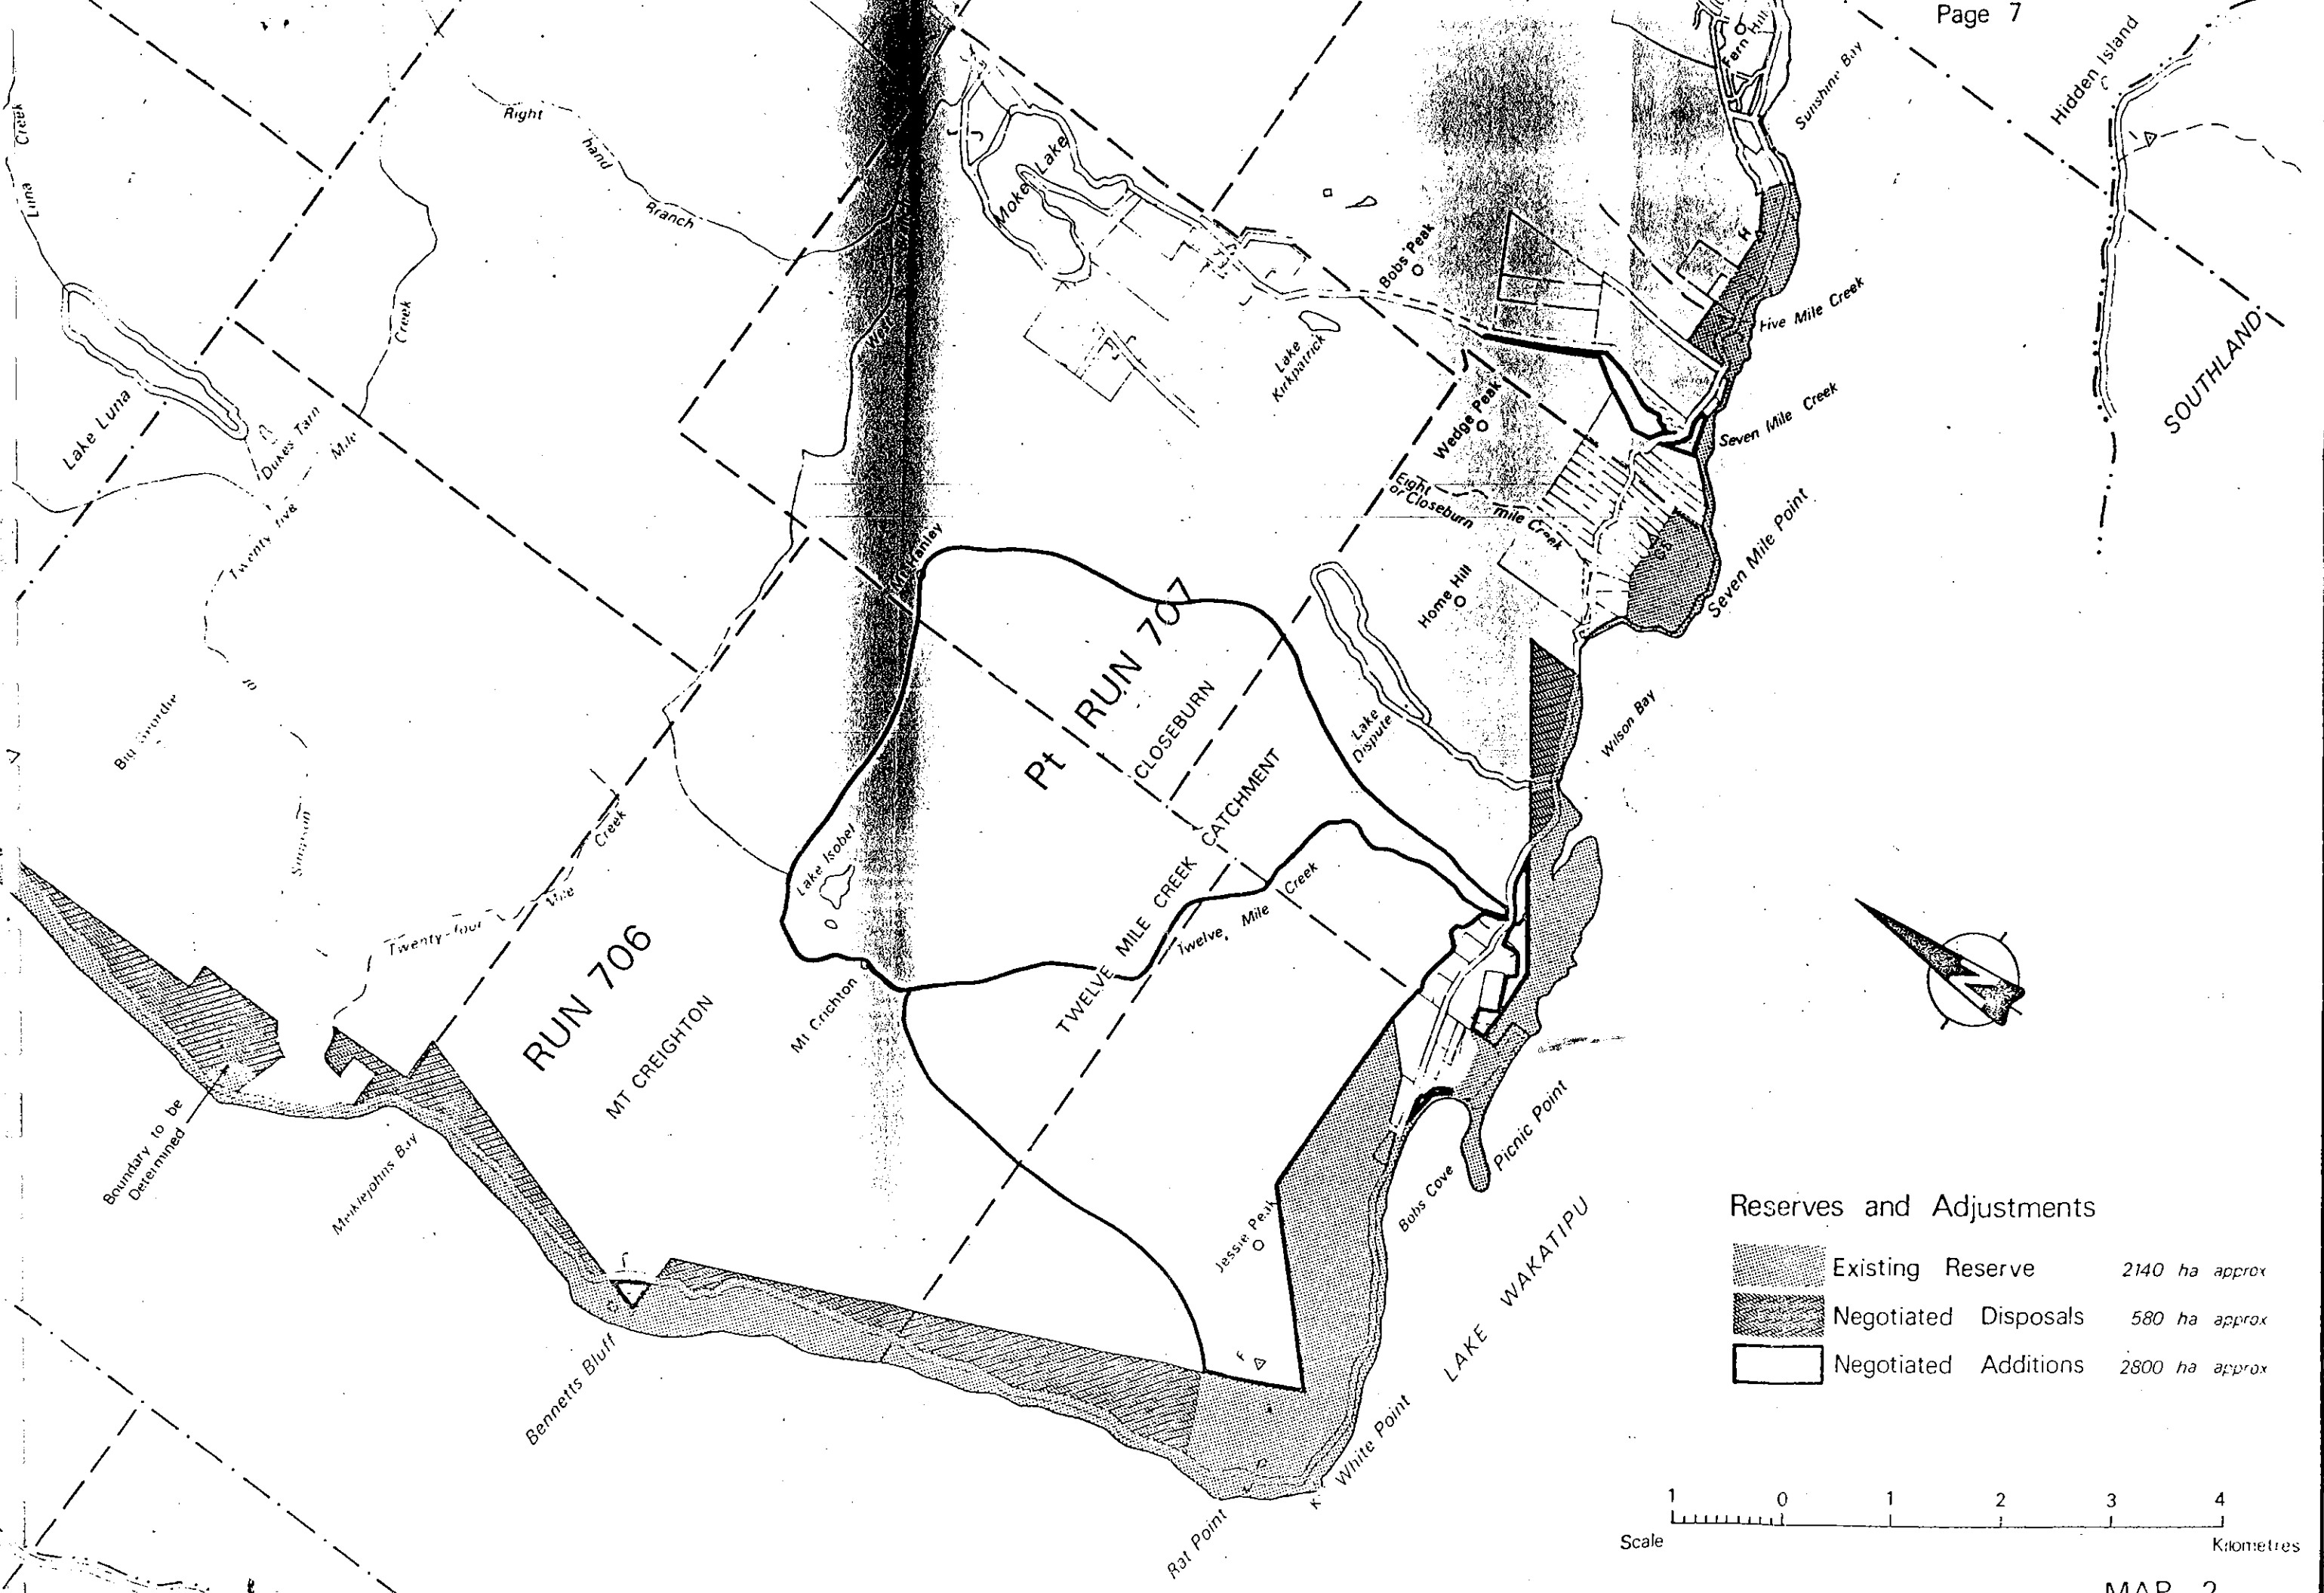 Page 7
Fern Hill
Sunshine Bay
Hidden Island
Luna Creek
Right hand Branch
Moke Lake
Bobs Peak
Five Mile Creek
SOUTHLAND
Lake
Kirkpatrick
Creek
Wedge Peak
Seven Mile Creek
Lake Luna
Dukes Tarn
Mile
Twenty five
Eight mile Creek
or Closeburn
Seven Mile Point
Home Hill
Pt RUN 707
CLOSEBURN
Lake
Dispute
Wilson Bay
TWELVE MILE CREEK CATCHMENT
Lake Isobel
Twelve Mile Creek
Twenty-four Mile Creek
RUN 706
MT CREIGHTON
Mt Crichton
N
Boundary to be
Determined
Meiklejohns Bay
Picnic Point
Bobs Cove
Jessie Peak
LAKE WAKATIPU
Bennetts Bluff
White Point
Rat Point
Reserves and Adjustments
Existing Reserve 2140 ha approx
Negotiated Disposals 580 ha approx
Negotiated Additions 2800 ha approx
1 0 1 2 3 4
Scale
Kilometres
MAP 2